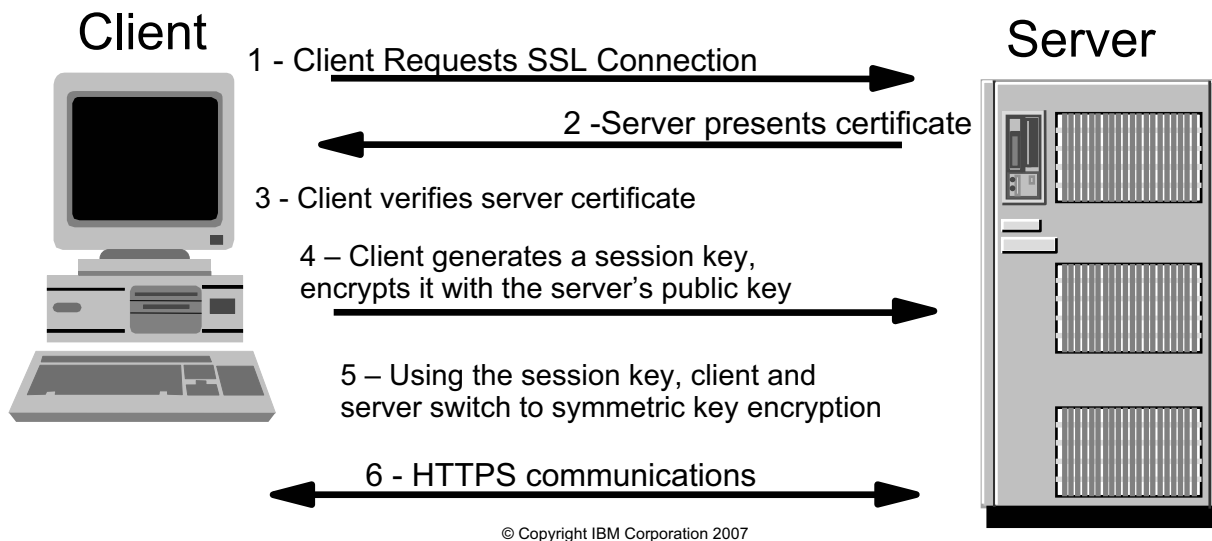 Client
Server
1 - Client Requests SSL Connection
2 -Server presents certificate
3 - Client verifies server certificate
4 – Client generates a session key,
encrypts it with the server's public key
5 – Using the session key, client and
server switch to symmetric key encryption
6 - HTTPS communications
© Copyright IBM Corporation 2007